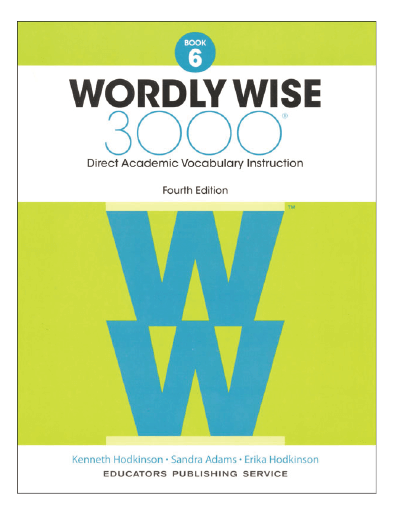 BOOK
6
WORDLY WISE
3000®
Direct Academic Vocabulary Instruction
Fourth Edition
W™
W
Kenneth Hodkinson • Sandra Adams • Erika Hodkinson
EDUCATORS PUBLISHING SERVICE